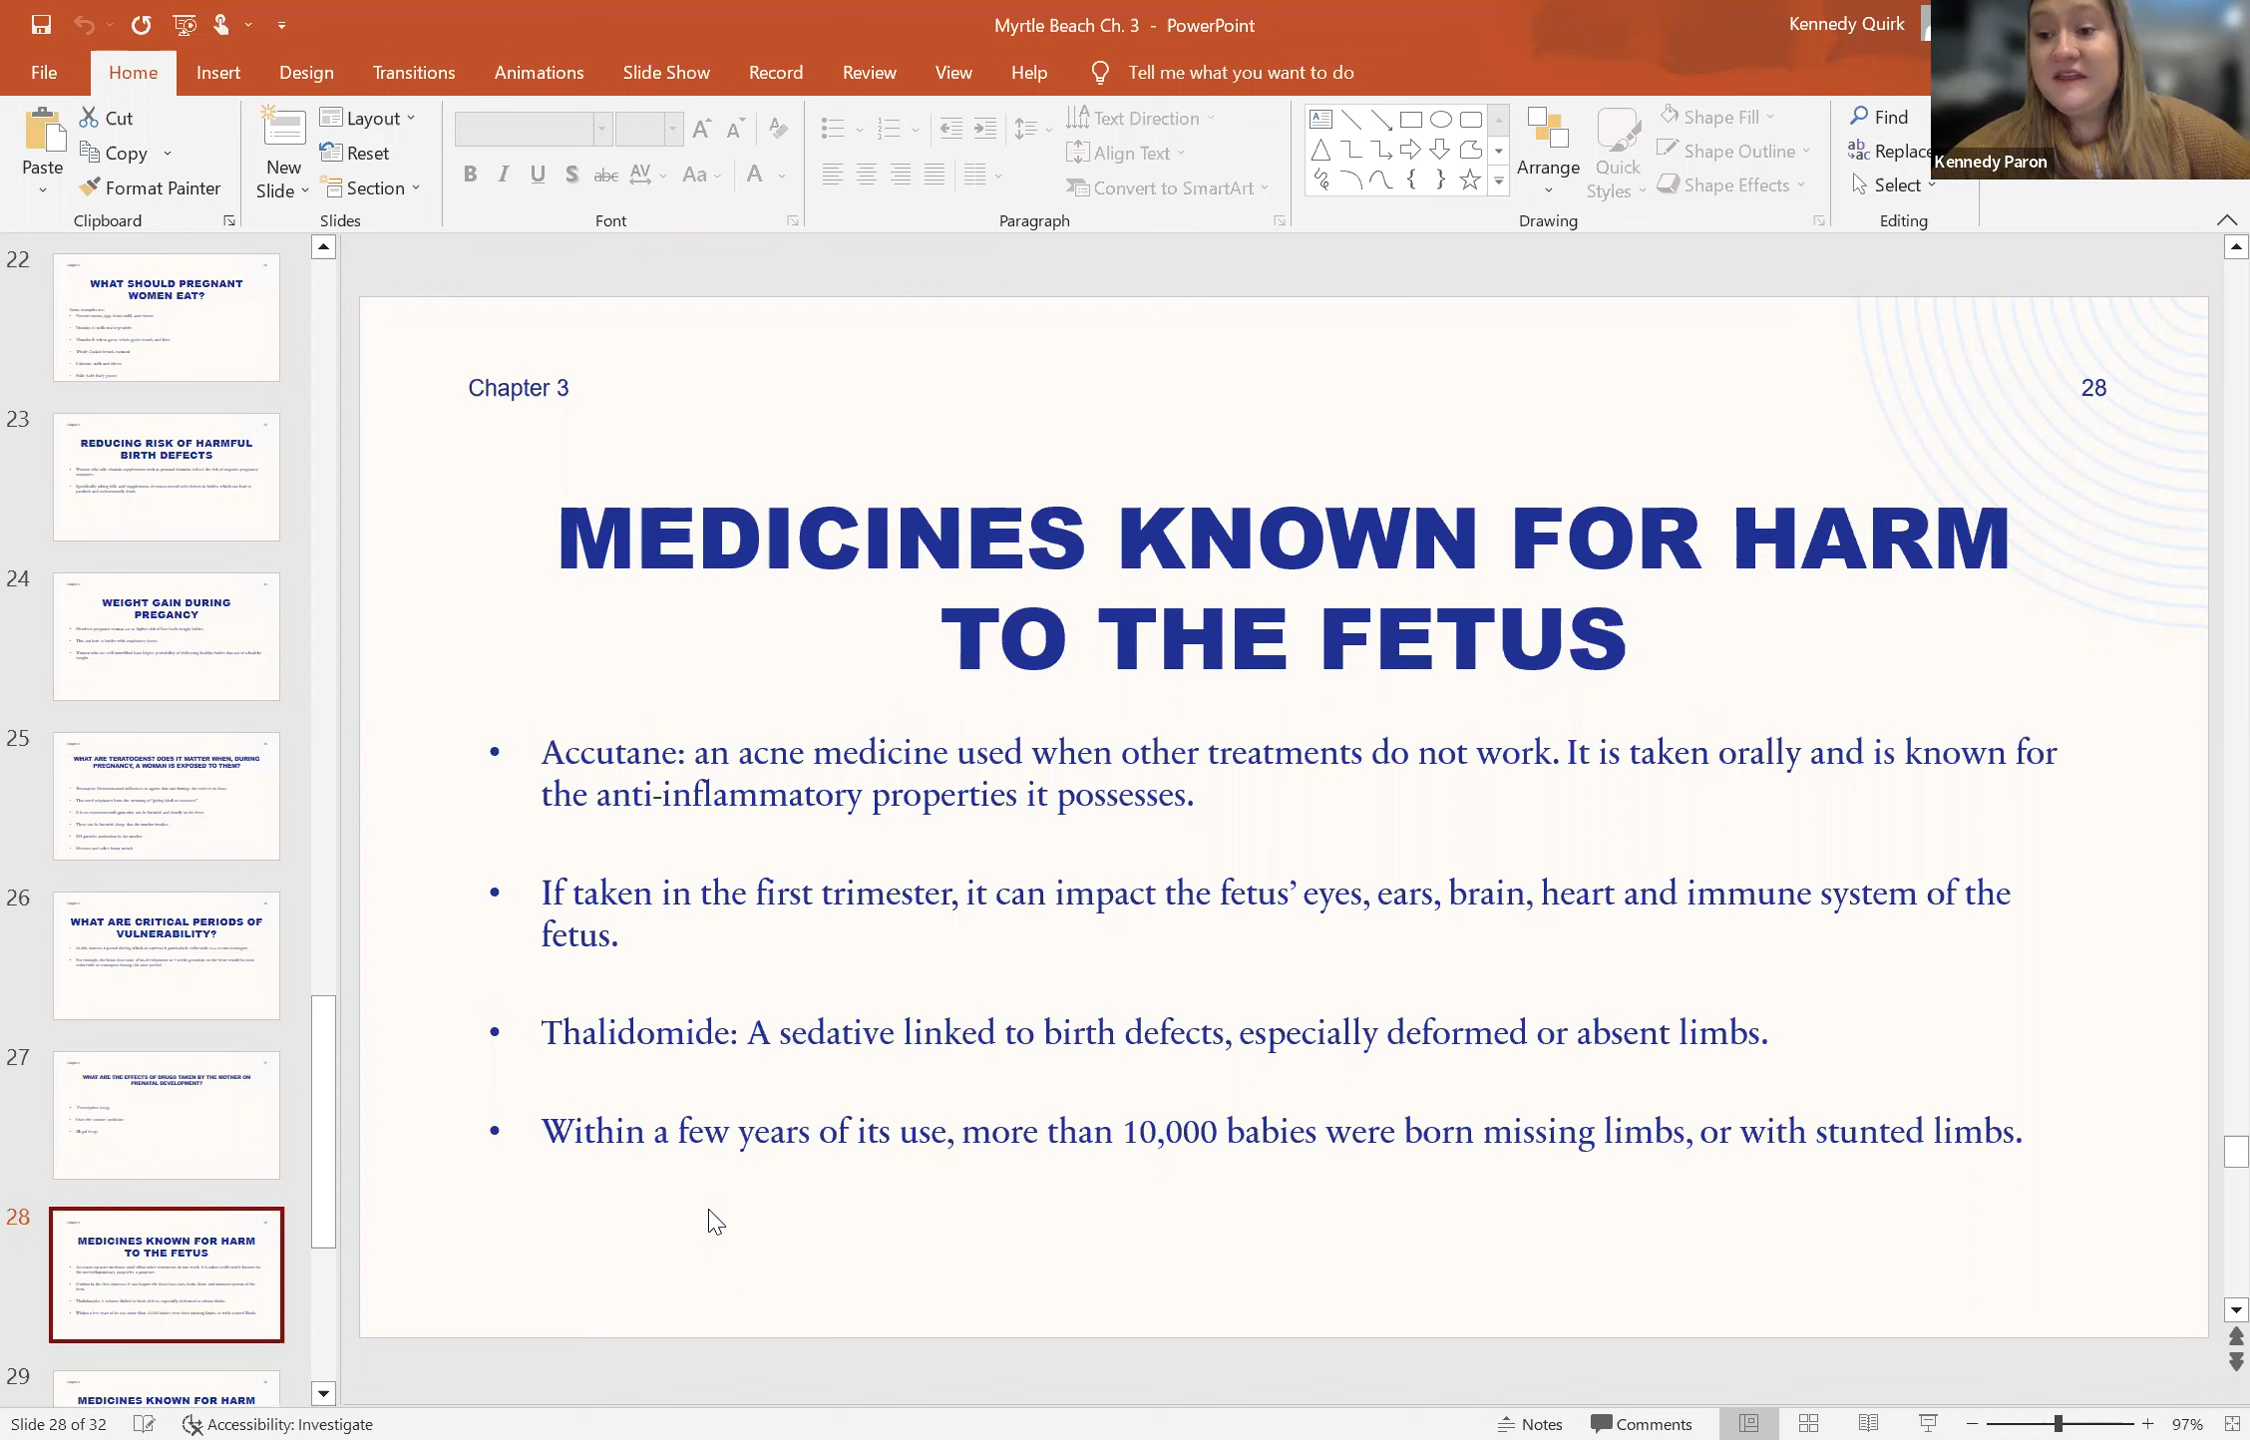 Myrtle Beach Ch. 3 - PowerPoint
Kennedy Quirk
File Home Insert Design Transitions Animations Slide Show Record Review View Help Tell me what you want to do
Paste
Cut
Copy
Format Painter
Clipboard
New Slide
Layout
Reset
Section
Slides
Font
Text Direction
Align Text
Convert to SmartArt
Paragraph
Arrange
Quick Styles
Shape Fill
Shape Outline
Shape Effects
Drawing
Find
Replace
Select
Editing
Kennedy Paron
22
WHAT SHOULD PREGNANT
WOMEN EAT?
23
REDUCING RISK OF HARMFUL
BIRTH DEFECTS
24
WEIGHT GAIN DURING
PREGANCY
25
WHAT ARE TERATOGENS? DOES IT MATTER WHEN, DURING
PREGNANCY, A WOMAN IS EXPOSED TO THEM?
26
WHAT ARE CRITICAL PERIODS OF
VULNERABILITY?
27
WHAT ARE THE EFFECTS OF DRUGS TAKEN BY THE MOTHER ON
PRENATAL DEVELOPMENT?
28
MEDICINES KNOWN FOR HARM
TO THE FETUS
29
MEDICINES KNOWN FOR HARM
Chapter 3
28
MEDICINES KNOWN FOR HARM
TO THE FETUS
• Accutane: an acne medicine used when other treatments do not work. It is taken orally and is known for
the anti-inflammatory properties it possesses.
• If taken in the first trimester, it can impact the fetus’ eyes, ears, brain, heart and immune system of the
fetus.
• Thalidomide: A sedative linked to birth defects, especially deformed or absent limbs.
• Within a few years of its use, more than 10,000 babies were born missing limbs, or with stunted limbs.
Slide 28 of 32
Accessibility: Investigate
Notes
Comments
97%